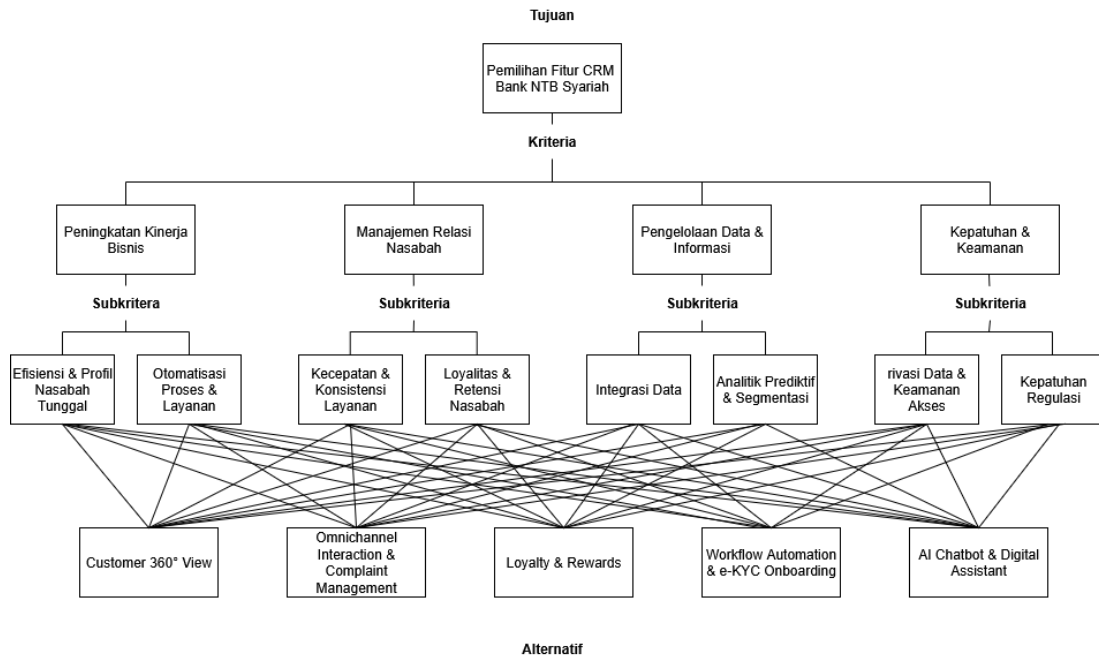 Tujuan
Pemilihan Fitur CRM
Bank NTB Syariah
Kriteria
Peningkatan Kinerja
Bisnis
Manajemen Relasi
Nasabah
Pengelolaan Data &
Informasi
Kepatuhan &
Keamanan
Subkritera
Subkriteria
Subkriteria
Subkriteria
Efisiensi & Profil
Nasabah
Tunggal
Otomatisasi
Proses &
Layanan
Kecepatan &
Konsistensi
Layanan
Loyalitas &
Retensi
Nasabah
Integrasi Data
Analitik Prediktif
& Segmentasi
rivasi Data &
Keamanan
Akses
Kepatuhan
Regulasi
Customer 360° View
Omnichannel
Interaction &
Complaint
Management
Loyalty & Rewards
Workflow Automation
& e-KYC Onboarding
AI Chatbot & Digital
Assistant
Alternatif